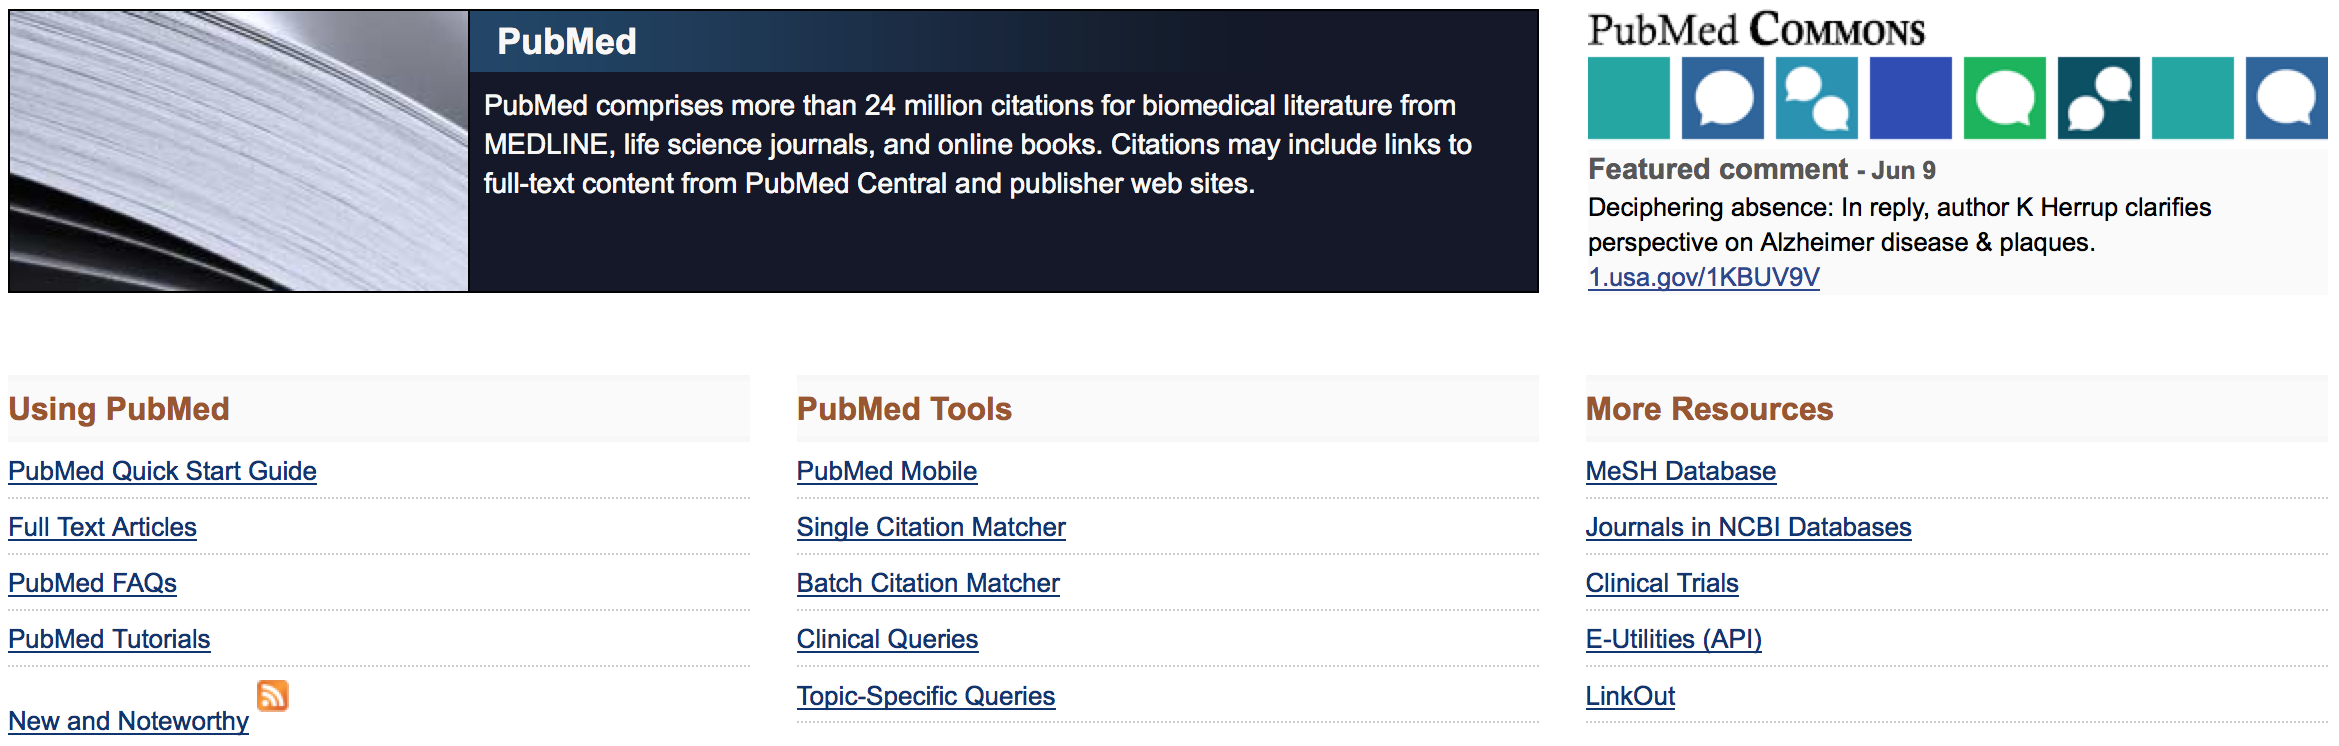 PubMed
PubMed comprises more than 24 million citations for biomedical literature from
MEDLINE, life science journals, and online books. Citations may include links to
full-text content from PubMed Central and publisher web sites.
PubMed COMMONS
Featured comment - Jun 9
Deciphering absence: In reply, author K Herrup clarifies
perspective on Alzheimer disease & plaques.
1.usa.gov/1KBUV9V
Using PubMed
PubMed Quick Start Guide
Full Text Articles
PubMed FAQs
PubMed Tutorials
New and Noteworthy
PubMed Tools
PubMed Mobile
Single Citation Matcher
Batch Citation Matcher
Clinical Queries
Topic-Specific Queries
More Resources
MeSH Database
Journals in NCBI Databases
Clinical Trials
E-Utilities (API)
LinkOut